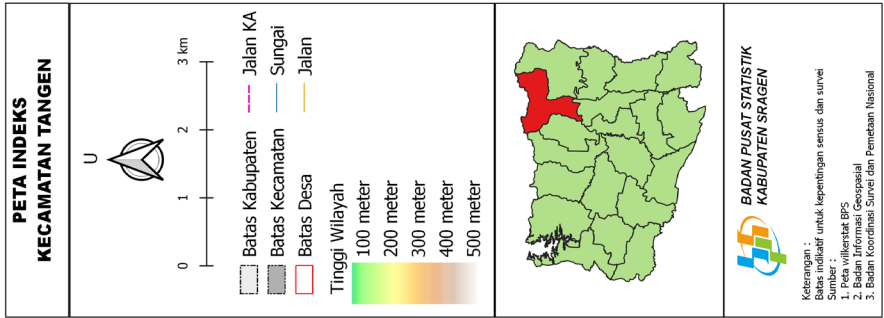 PETA INDEKS
KECAMATAN TANGEN
U
0 1 2 3 km
Batas Kabupaten
Batas Kecamatan
Batas Desa
Jalan KA
Sungai
Jalan
Tinggi Wilayah
100 meter
200 meter
300 meter
400 meter
500 meter
BADAN PUSAT STATISTIK
KABUPATEN SRAGEN
Keterangan :
Batas indikatif untuk kepentingan sensus dan survei
Sumber :
1. Peta wilkerstat BPS
2. Badan Informasi Geospasial
3. Badan Koordinasi Survei dan Pemetaan Nasional